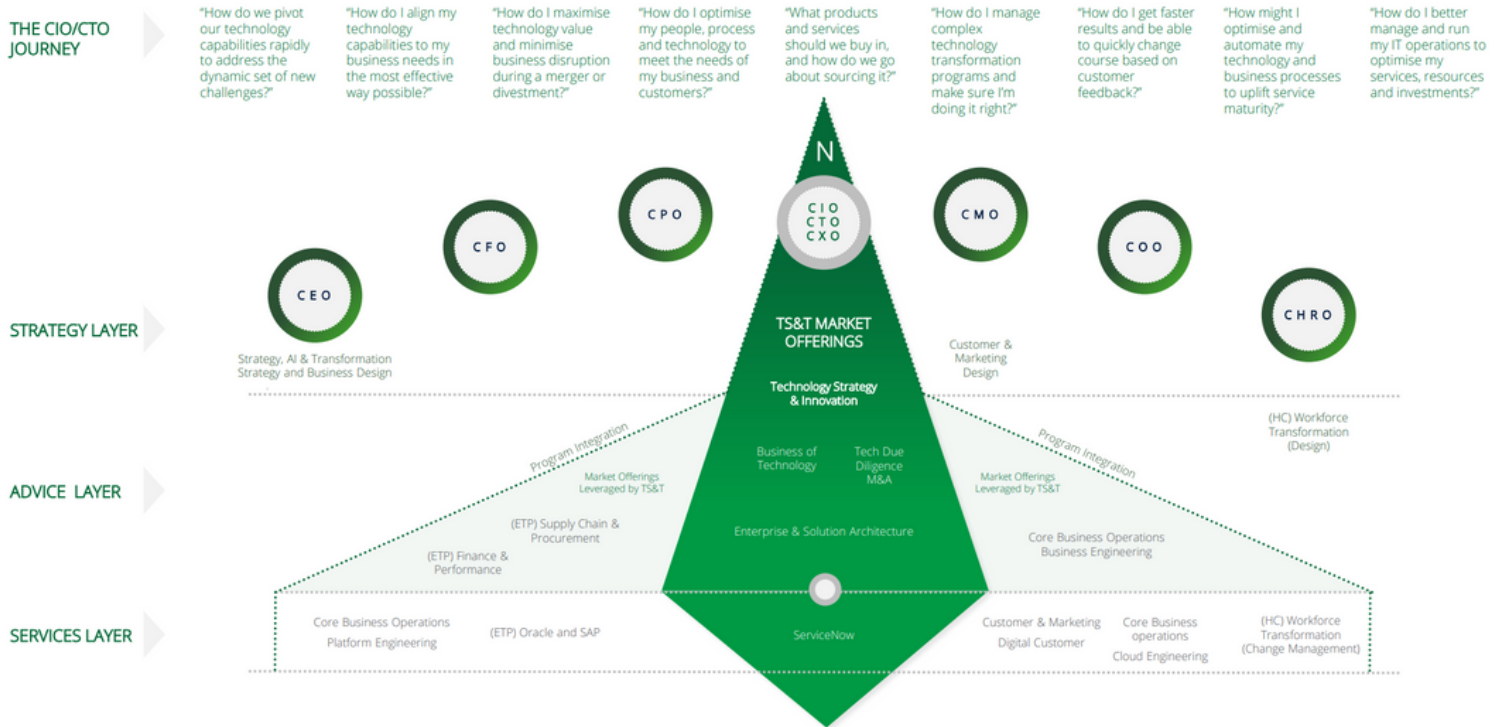 THE CIO/CTO
JOURNEY
“How do we pivot
our technology
capabilities rapidly
to address the
dynamic set of new
challenges?”
“How do I align my
technology
capabilities to my
business needs in
the most effective
way possible?”
“How do I maximise
technology value
and minimise
business disruption
during a merger or
divestment?”
“How do I optimise
my people, process
and technology to
meet the needs of
my business and
customers?”
“What products
and services
should we buy in,
and how do we go
about sourcing it?”
“How do I manage
complex
technology
transformation
programs and
make sure I’m
doing it right?”
“How do I get faster
results and be able
to quickly change
course based on
customer
feedback?”
“How might I
optimise and
automate my
technology and
business processes
to uplift service
maturity?”
“How do I better
manage and run
my IT operations to
optimise my
services, resources
and investments?”
N
CEO
CFO
CPO
CIO
CTO
CXO
CMO
COO
CHRO
STRATEGY LAYER
Strategy, AI & Transformation
Strategy and Business Design
TS&T MARKET
OFFERINGS
Technology Strategy
& Innovation
Customer &
Marketing
Design
ADVICE LAYER
Program Integration
Market Offerings
Leveraged by TS&T
(ETP) Supply Chain &
Procurement
(ETP) Finance &
Performance
Business of
Technology
Tech Due
Diligence
M&A
Enterprise & Solution Architecture
Program Integration
Market Offerings
Leveraged by TS&T
Core Business Operations
Business Engineering
(HC) Workforce
Transformation
(Design)
SERVICES LAYER
Core Business Operations
Platform Engineering
(ETP) Oracle and SAP
ServiceNow
Customer & Marketing
Digital Customer
Core Business
operations
Cloud Engineering
(HC) Workforce
Transformation
(Change Management)